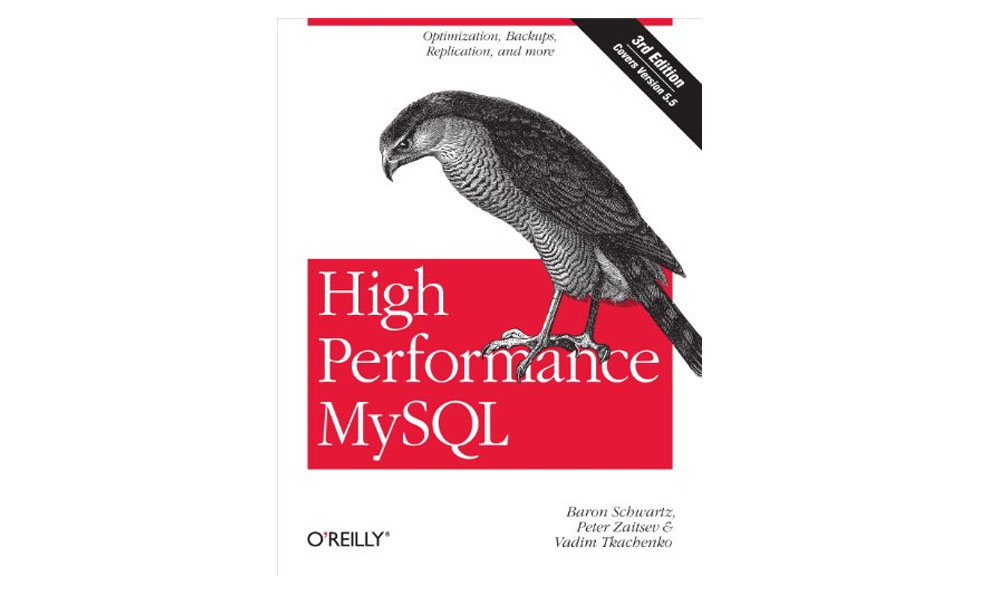 Optimization, Backups,
Replication, and more
3rd Edition
Covers Version 5.5
High
Performance
MySQL
Baron Schwartz,
Peter Zaitsev &
Vadim Tkachenko
O'REILLY®